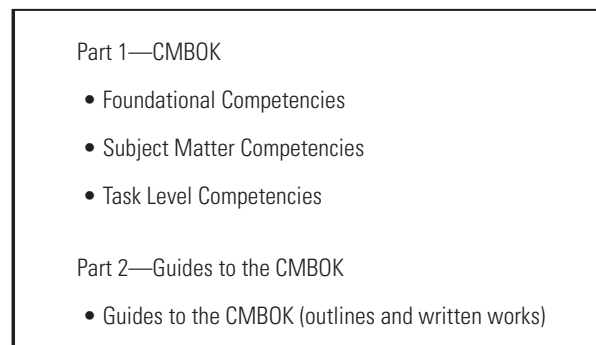 Part 1—CMBOK
• Foundational Competencies
• Subject Matter Competencies
• Task Level Competencies
Part 2—Guides to the CMBOK
• Guides to the CMBOK (outlines and written works)